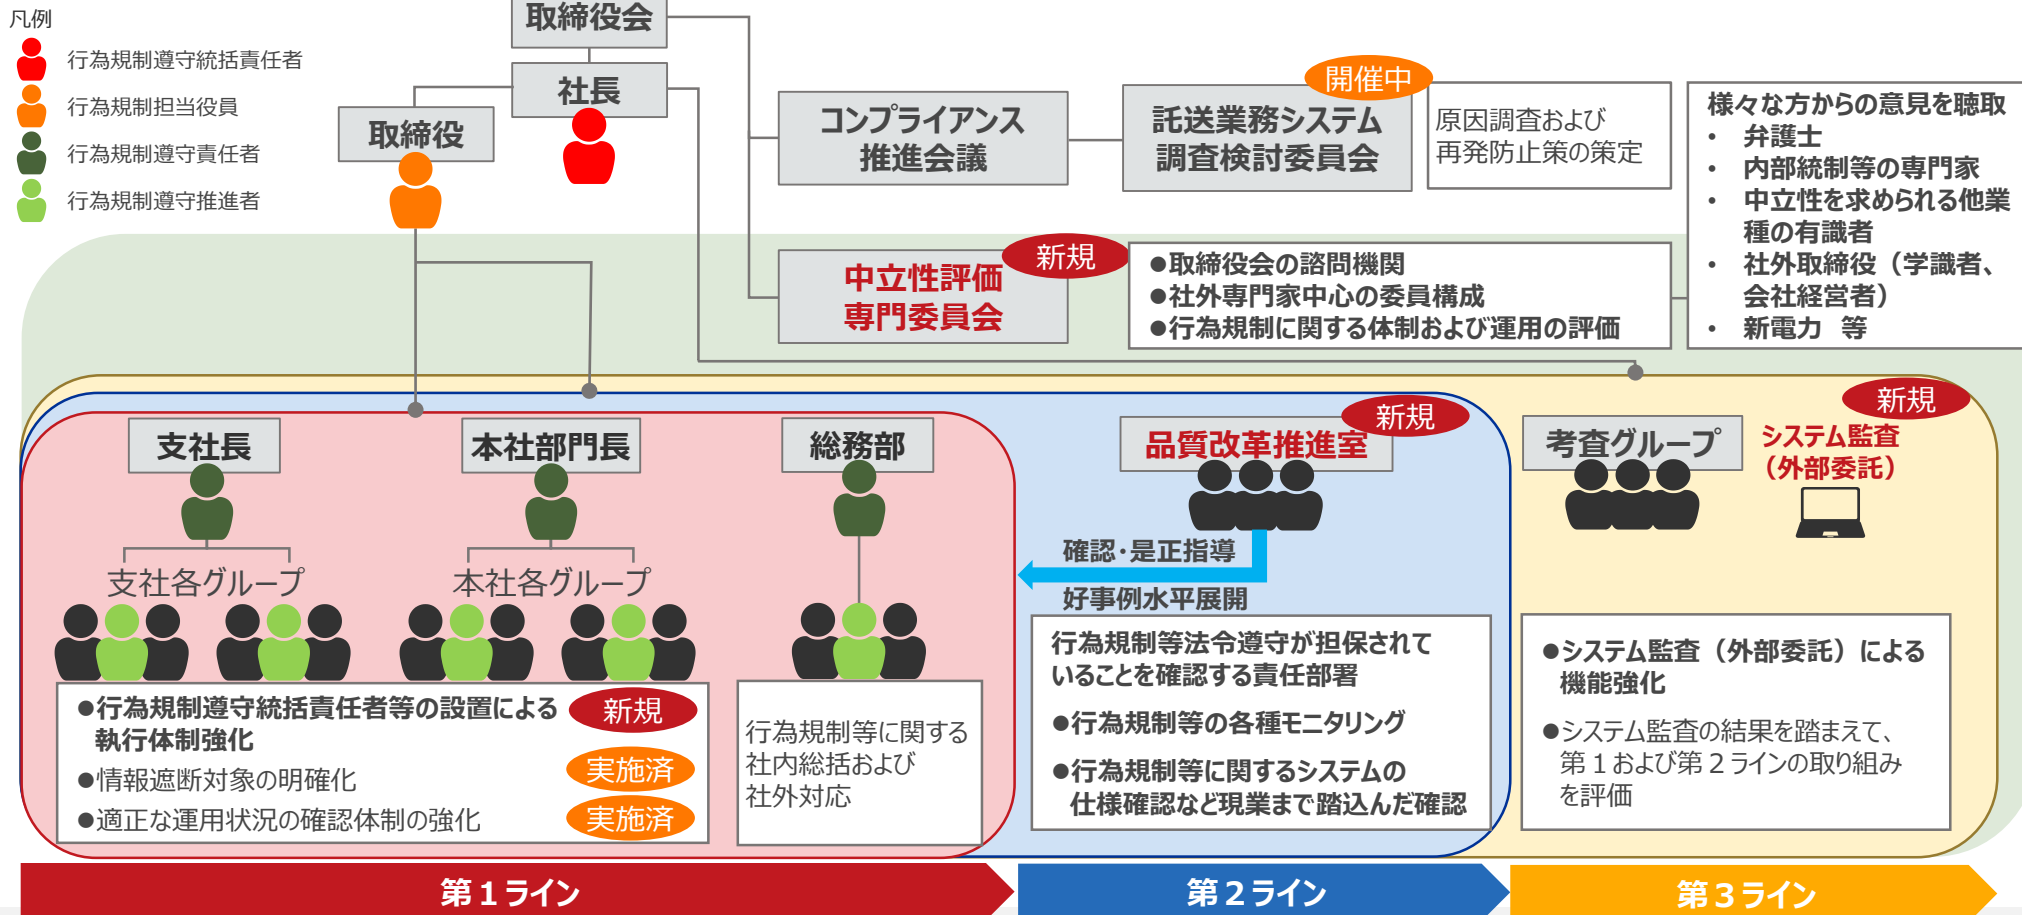 凡例
行為規制遵守統括責任者
行為規制担当役員
行為規制遵守責任者
行為規制遵守推進者
取締役会
社長
取締役
コンプライアンス
推進会議
託送業務システム
調査検討委員会
開催中
原因調査および
再発防止策の策定
様々な方からの意見を聴取
• 弁護士
• 内部統制等の専門家
• 中立性を求められる他業
種の有識者
• 社外取締役（学識者、
会社経営者）
• 新電力 等
中立性評価
専門委員会
新規
●取締役会の諮問機関
●社外専門家中心の委員構成
●行為規制に関する体制および運用の評価
支社長
本社部門長
総務部
支社各グループ
本社各グループ
●行為規制遵守統括責任者等の設置による
執行体制強化
新規
●情報遮断対象の明確化
実施済
●適正な運用状況の確認体制の強化
実施済
行為規制等に関する
社内総括および
社外対応
品質改革推進室
新規
確認・是正指導
好事例水平展開
行為規制等法令遵守が担保されて
いることを確認する責任部署
●行為規制等の各種モニタリング
●行為規制等に関するシステムの
仕様確認など現業まで踏込んだ確認
考査グループ
新規
システム監査
（外部委託）
●システム監査（外部委託）による
機能強化
●システム監査の結果を踏まえて、
第１および第２ラインの取り組み
を評価
第１ライン
第２ライン
第３ライン